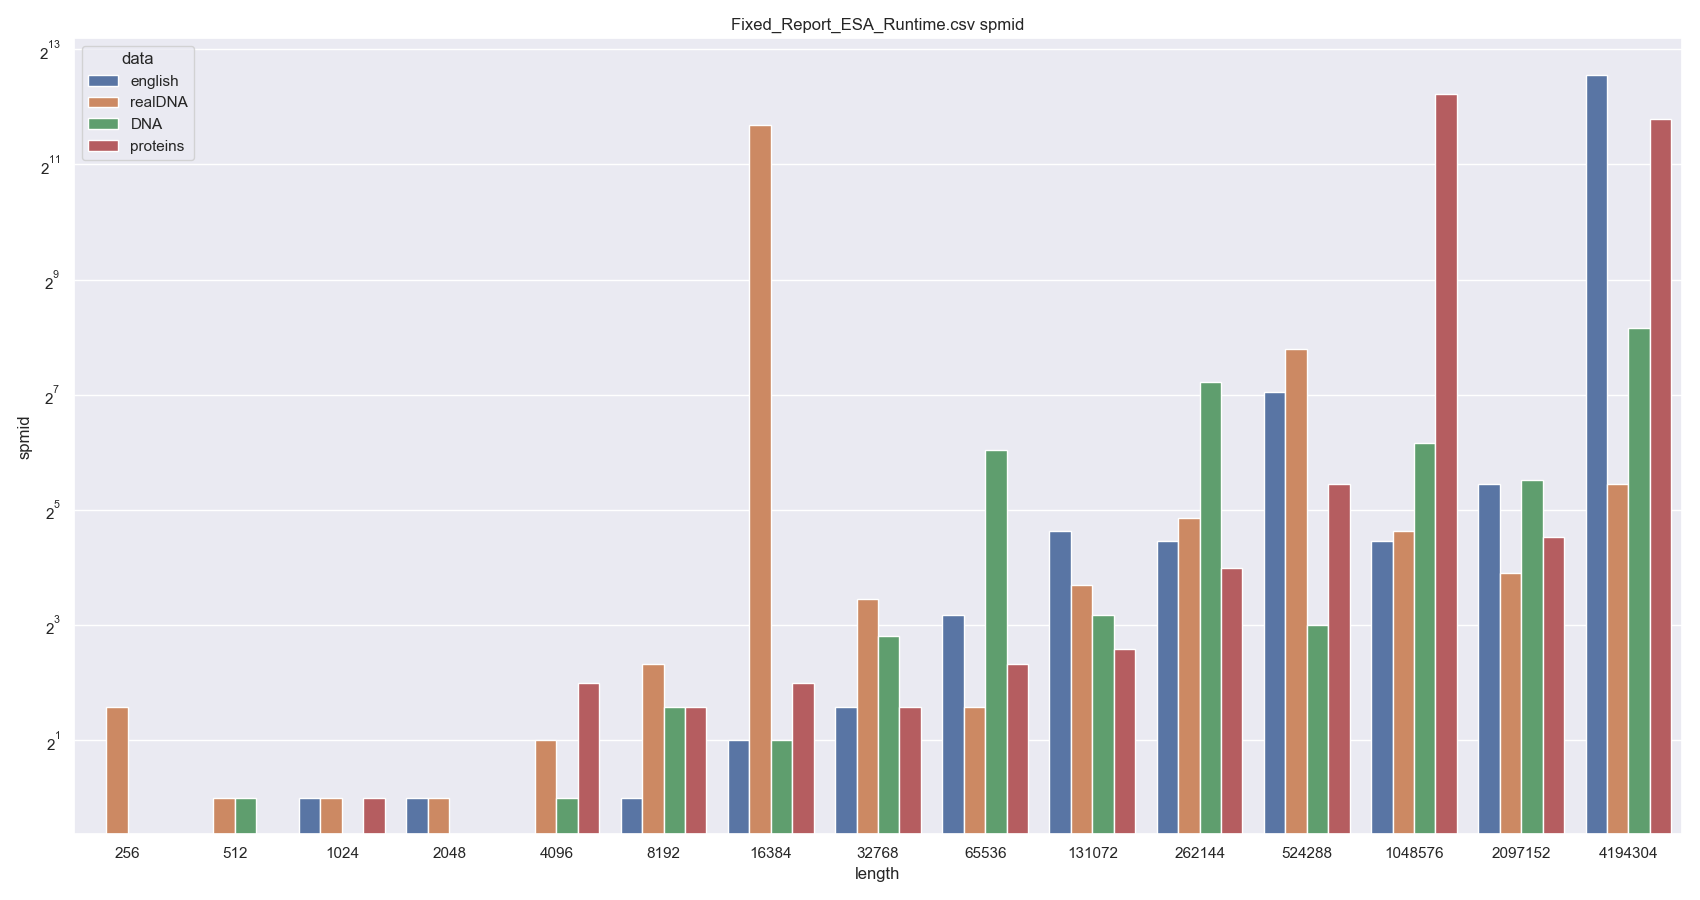 Fixed_Report_ESA_Runtime.csv spmid
data
english
realDNA
DNA
proteins
spmid
2^13
2^11
2^9
2^7
2^5
2^3
2^1
256 512 1024 2048 4096 8192 16384 32768 65536 131072 262144 524288 1048576 2097152 4194304
length